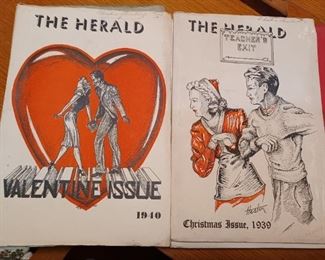 THE HERALD
VALENTINE ISSUE
1940
THE HERALD
TEACHER'S
EXIT
Christmas Issue, 1939